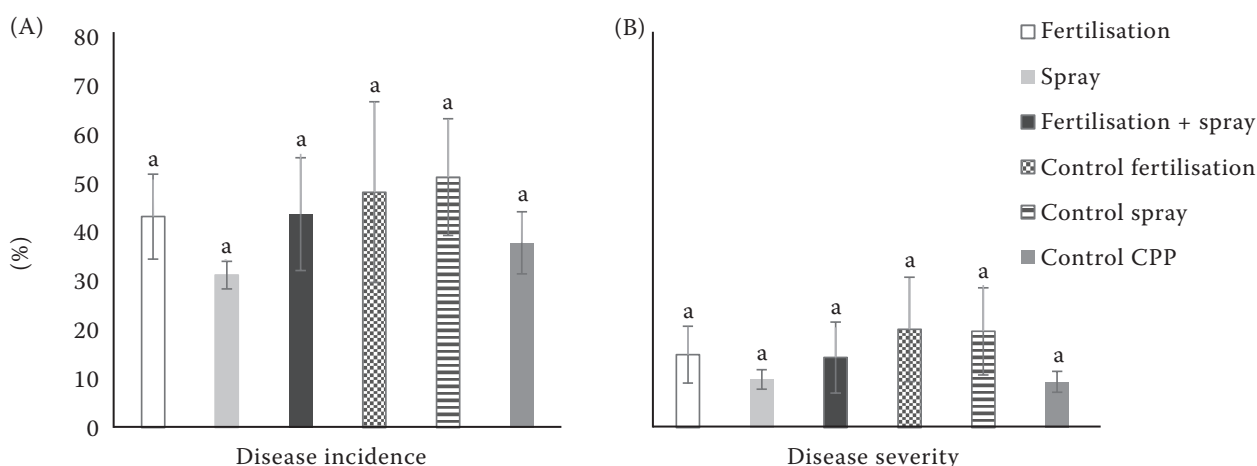 (A)
80
70
60
50
40
30
20
10
0
(%)
a
a
a
a
a
a
Disease incidence
(B)
a
a
a
a
a
a
Disease severity
Fertilisation
Spray
Fertilisation + spray
Control fertilisation
Control spray
Control CPP